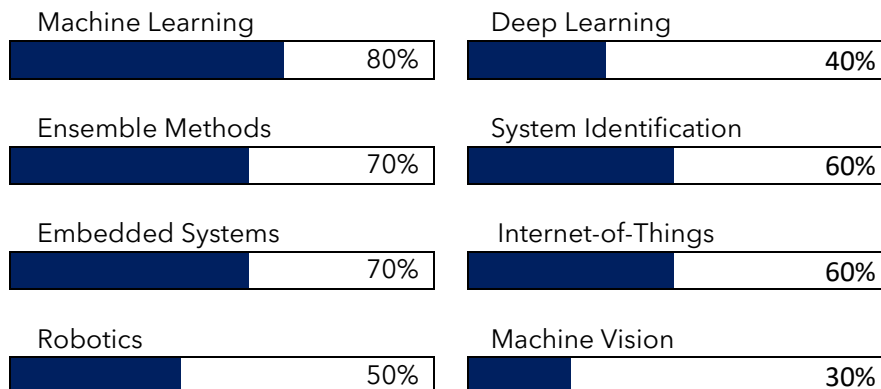 Machine Learning
80%
Deep Learning
40%
Ensemble Methods
70%
System Identification
60%
Embedded Systems
70%
Internet-of-Things
60%
Robotics
50%
Machine Vision
30%